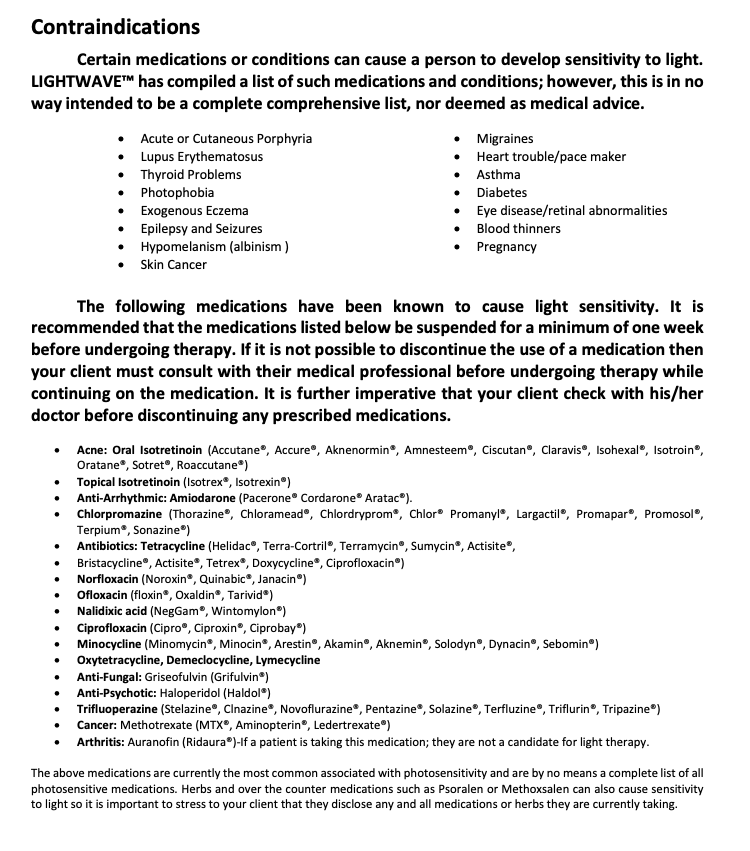 Contraindications
Certain medications or conditions can cause a person to develop sensitivity to light.
LIGHTWAVE™ has compiled a list of such medications and conditions; however, this is in no
way intended to be a complete comprehensive list, nor deemed as medical advice.
• Acute or Cutaneous Porphyria
• Lupus Erythematosus
• Thyroid Problems
• Photophobia
• Exogenous Eczema
• Epilepsy and Seizures
• Hypomelanism (albinism )
• Skin Cancer
• Migraines
• Heart trouble/pace maker
• Asthma
• Diabetes
• Eye disease/retinal abnormalities
• Blood thinners
• Pregnancy
The following medications have been known to cause light sensitivity. It is
recommended that the medications listed below be suspended for a minimum of one week
before undergoing therapy. If it is not possible to discontinue the use of a medication then
your client must consult with their medical professional before undergoing therapy while
continuing on the medication. It is further imperative that your client check with his/her
doctor before discontinuing any prescribed medications.
• Acne: Oral Isotretinoin (Accutane®, Accure®, Aknenormin®, Amnesteem®, Ciscutan®, Claravis®, Isohexal®, Isotroin®,
Oratane®, Sotret®, Roaccutane®)
• Topical Isotretinoin (Isotrex®, Isotrexin®)
• Anti-Arrhythmic: Amiodarone (Pacerone® Cordarone® Aratac®).
• Chlorpromazine (Thorazine®, Chloramead®, Chlordryprom®, Chlor® Promanyl®, Largactil®, Promapar®, Promosol®,
Terpium®, Sonazine®)
• Antibiotics: Tetracycline (Helidac®, Terra-Cortril®, Terramycin®, Sumycin®, Actisite®,
• Bristacycline®, Actisite®, Tetrex®, Doxycycline®, Ciprofloxacin®)
• Norfloxacin (Noroxin®, Quinabic®, Janacin®)
• Ofloxacin (floxin®, Oxaldin®, Tarivid®)
• Nalidixic acid (NegGam®, Wintomylon®)
• Ciprofloxacin (Cipro®, Ciproxin®, Ciprobay®)
• Minocycline (Minomycin®, Minocin®, Arestin®, Akamin®, Aknemin®, Solodyn®, Dynacin®, Sebomin®)
• Oxytetracycline, Demeclocycline, Lymecycline
• Anti-Fungal: Griseofulvin (Grifulvin®)
• Anti-Psychotic: Haloperidol (Haldol®)
• Trifluoperazine (Stelazine®, Clnazine®, Novoflurazine®, Pentazine®, Solazine®, Terfluzine®, Triflurin®, Tripazine®)
• Cancer: Methotrexate (MTX®, Aminopterin®, Ledertrexate®)
• Arthritis: Auranofin (Ridaura®)-If a patient is taking this medication; they are not a candidate for light therapy.
The above medications are currently the most common associated with photosensitivity and are by no means a complete list of all
photosensitive medications. Herbs and over the counter medications such as Psoralen or Methoxsalen can also cause sensitivity
to light so it is important to stress to your client that they disclose any and all medications or herbs they are currently taking.